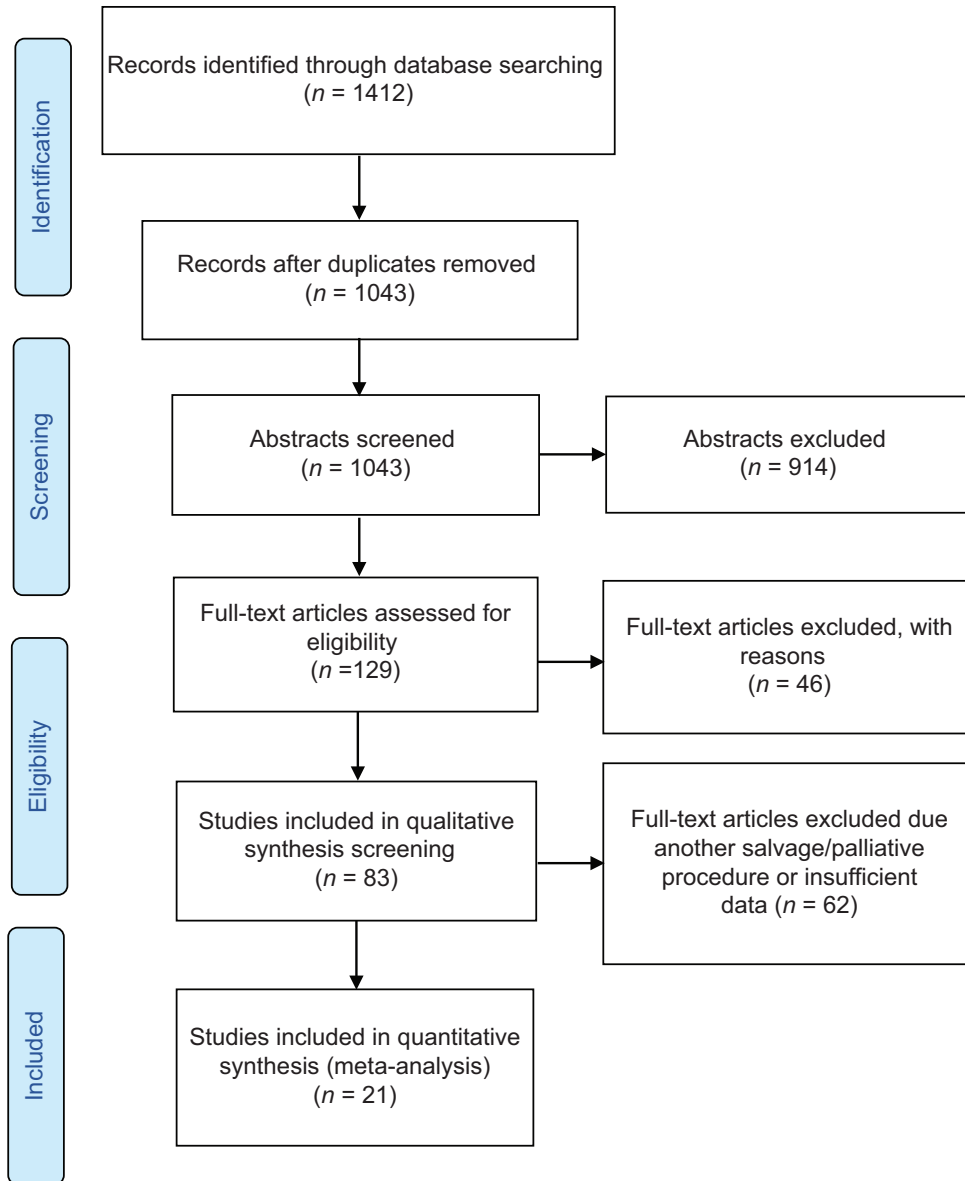 Identification
Records identified through database searching
(n = 1412)
Records after duplicates removed
(n = 1043)
Screening
Abstracts screened
(n = 1043)
Abstracts excluded
(n = 914)
Eligibility
Full-text articles assessed for
eligibility
(n =129)
Full-text articles excluded, with
reasons
(n = 46)
Studies included in qualitative
synthesis screening
(n = 83)
Full-text articles excluded due
another salvage/palliative
procedure or insufficient
data (n = 62)
Included
Studies included in quantitative
synthesis (meta-analysis)
(n = 21)